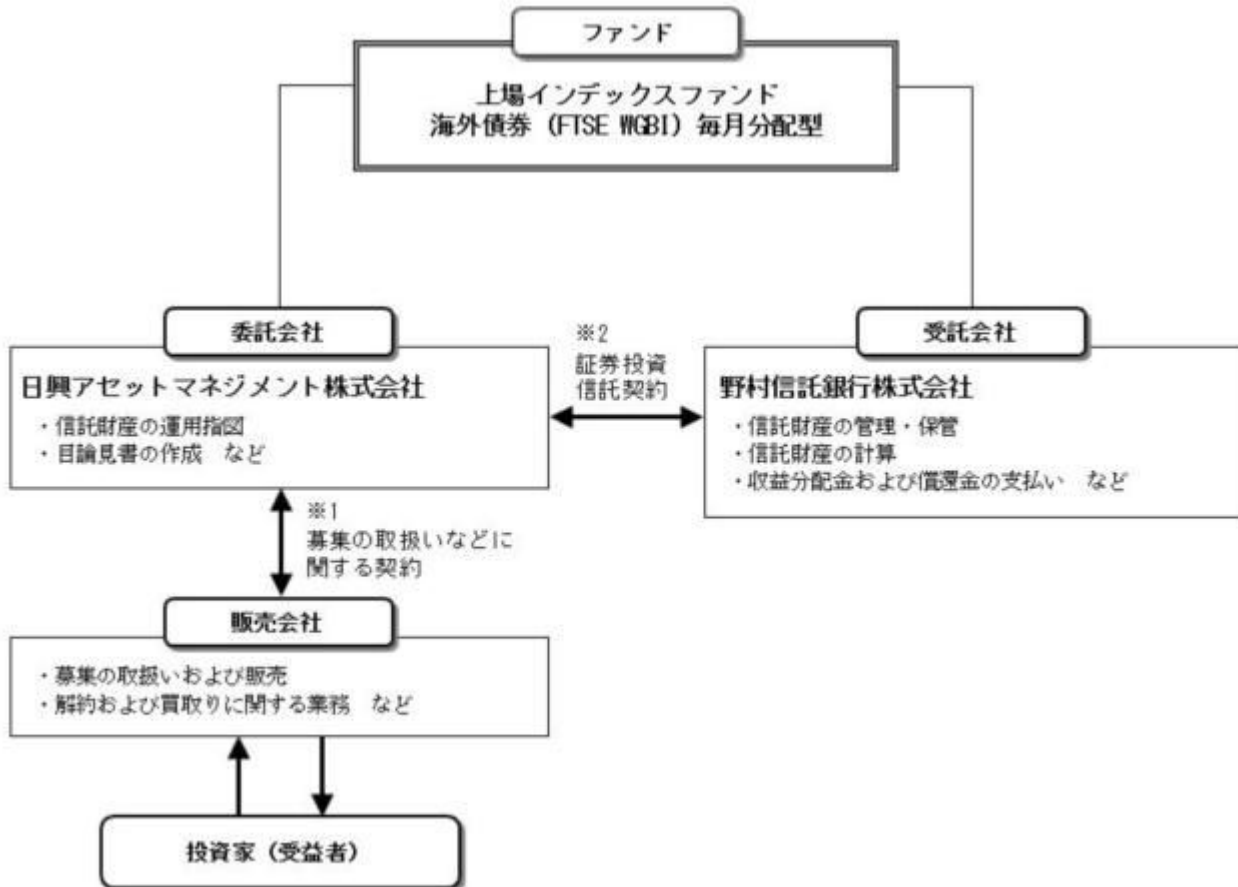 ファンド
上場インデックスファンド
海外債券（FTSE WGBI）毎月分配型
委託会社
日興アセットマネジメント株式会社
・信託財産の運用指図
・目論見書の作成　など
※2
証券投資
信託契約
受託会社
野村信託銀行株式会社
・信託財産の管理・保管
・信託財産の計算
・収益分配金および償還金の支払い　など
※1
募集の取扱いなどに
関する契約
販売会社
・募集の取扱いおよび販売
・解約および買取りに関する業務　など
投資家（受益者）